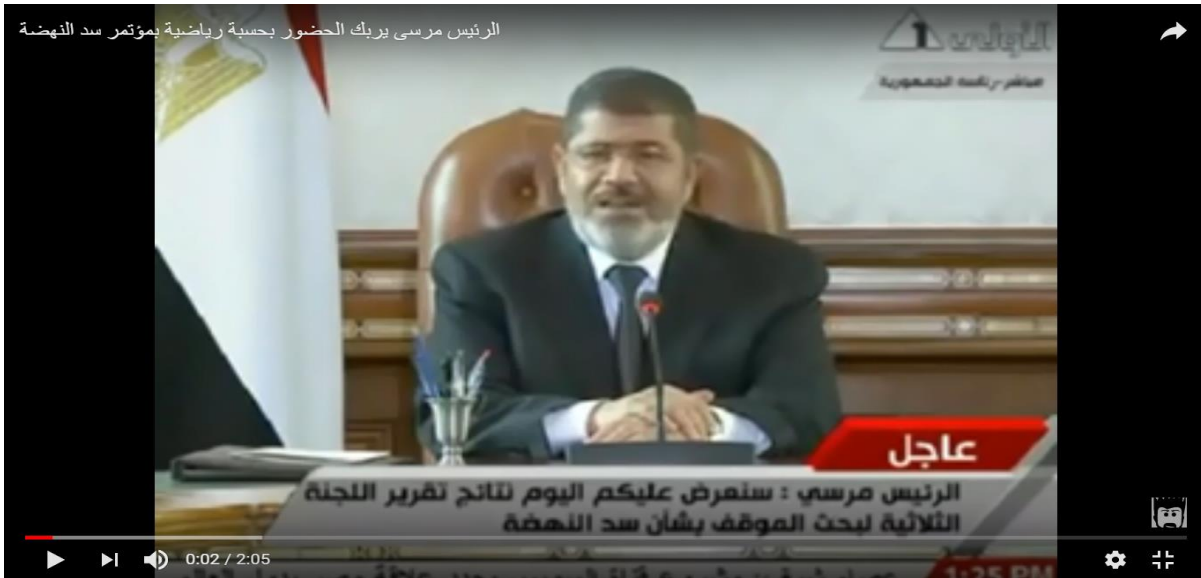 الرئيس مرسى يربك الحضور بحسبة رياضية بمؤتمر سد النهضة
الأولى 1
مباشر-رئاسة الجمهورية
عاجل
الرئيس مرسي : سنعرض عليكم اليوم نتائج تقرير اللجنة
الثلاثية لبحث الموقف بشأن سد النهضة
1:25 PM
0:02 / 2:05